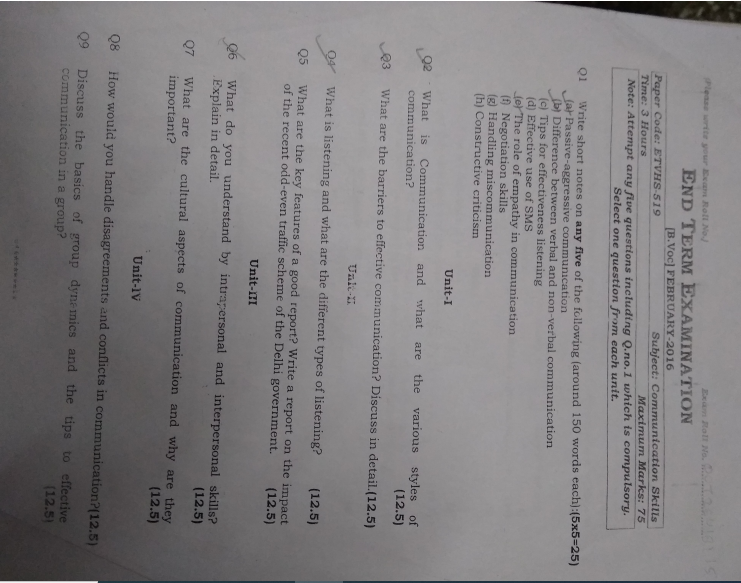 Please write your Exam Roll No.)
Exam Roll No.
END TERM EXAMINATION
[B.Voc] FEBRUARY-2016
Paper Code: ETVHS-519 Subject: Communication Skills
Time: 3 Hours Maximum Marks: 75
Note: Attempt any five questions including Q.no.1 which is compulsory.
Select one question from each unit.
Q1 Write short notes on any five of the following (around 150 words each):(5x5=25)
(a) Passive-aggressive communication
(b) Difference between verbal and non-verbal communication
(c) Tips for effectiveness listening
(d) Effective use of SMS
(e) The role of empathy in communication
(f) Negotiation skills
(g) Handling miscommunication
(h) Constructive criticism
Unit-I
Q2 What is Communication and what are the various styles of
communication? (12.5)
Q3 What are the barriers to effective communication? Discuss in detail.(12.5)
Unit-II
Q4 What is listening and what are the different types of listening? (12.5)
Q5 What are the key features of a good report? Write a report on the impact
of the recent odd-even traffic scheme of the Delhi government. (12.5)
Unit-III
Q6 What do you understand by intrapersonal and interpersonal skills?
Explain in detail. (12.5)
Q7 What are the cultural aspects of communication and why are they
important? (12.5)
Unit-IV
Q8 How would you handle disagreements and conflicts in communication?(12.5)
Q9 Discuss the basics of group dynamics and the tips to effective
communication in a group? (12.5)